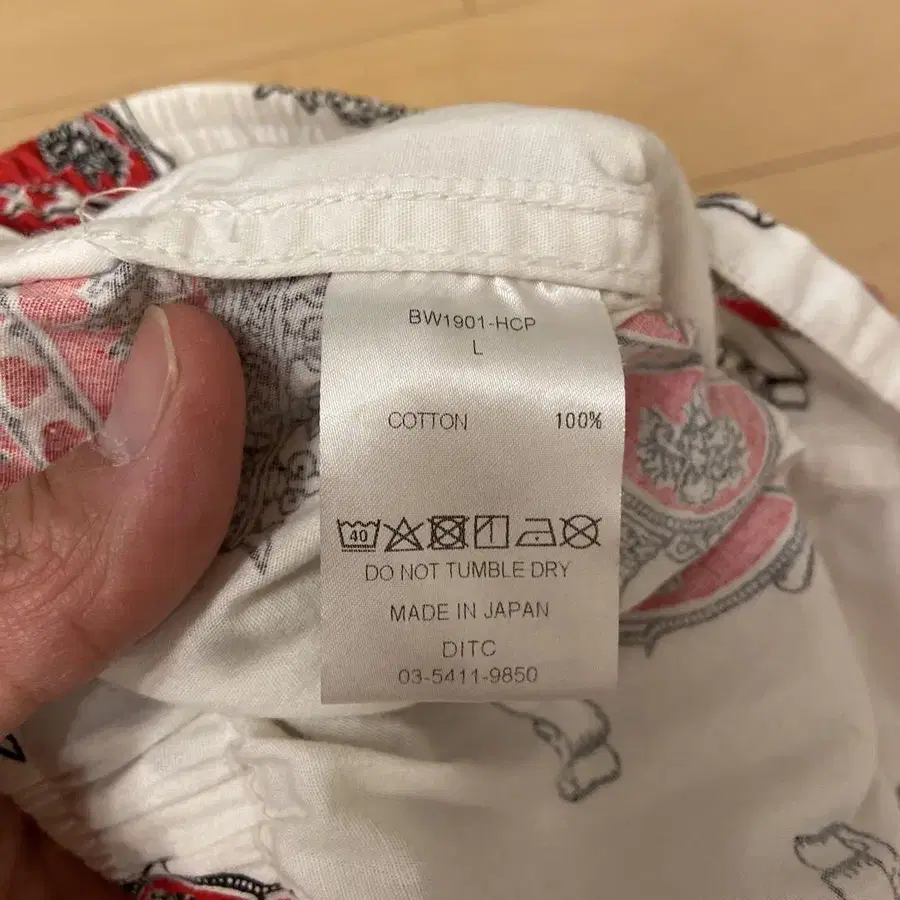 BW1901-HCP
L
COTTON 100%
40
DO NOT TUMBLE DRY
MADE IN JAPAN
DITC
03-5411-9850